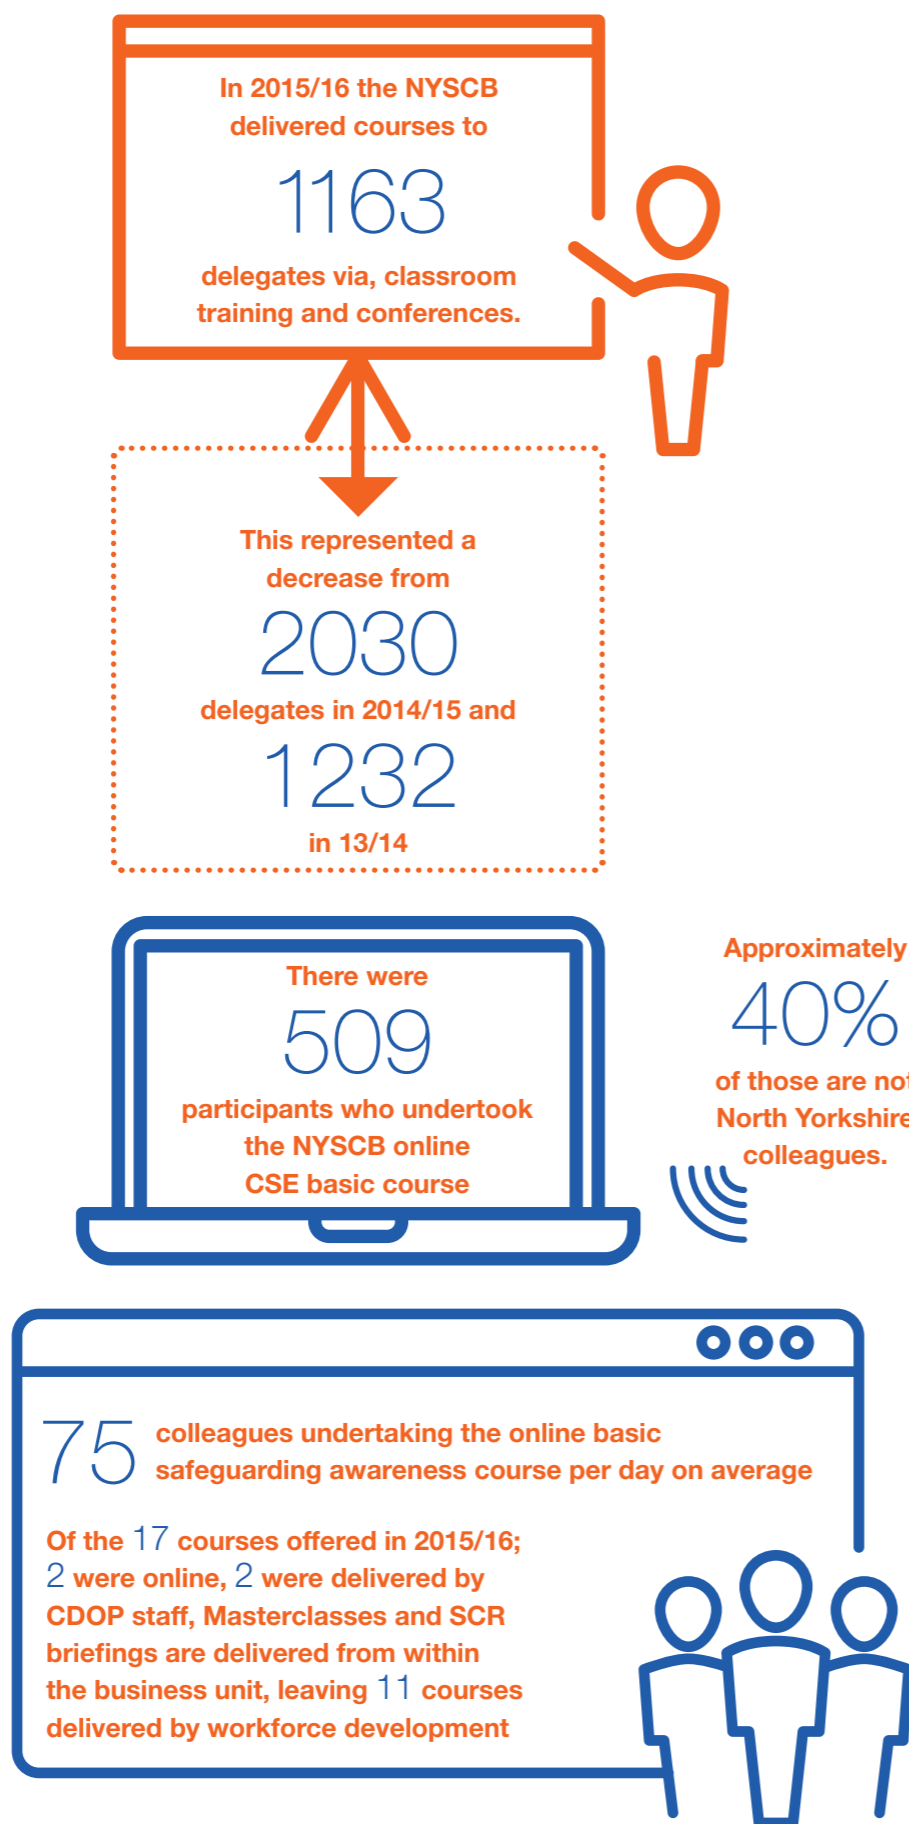 In 2015/16 the NYSCB
delivered courses to
1163
delegates via, classroom
training and conferences.
This represented a
decrease from
2030
delegates in 2014/15 and
1232
in 13/14
There were
509
participants who undertook
the NYSCB online
CSE basic course
Approximately
40%
of those are not
North Yorkshire
colleagues.
75 colleagues undertaking the online basic
safeguarding awareness course per day on average
Of the 17 courses offered in 2015/16;
2 were online, 2 were delivered by
CDOP staff, Masterclasses and SCR
briefings are delivered from within
the business unit, leaving 11 courses
delivered by workforce development